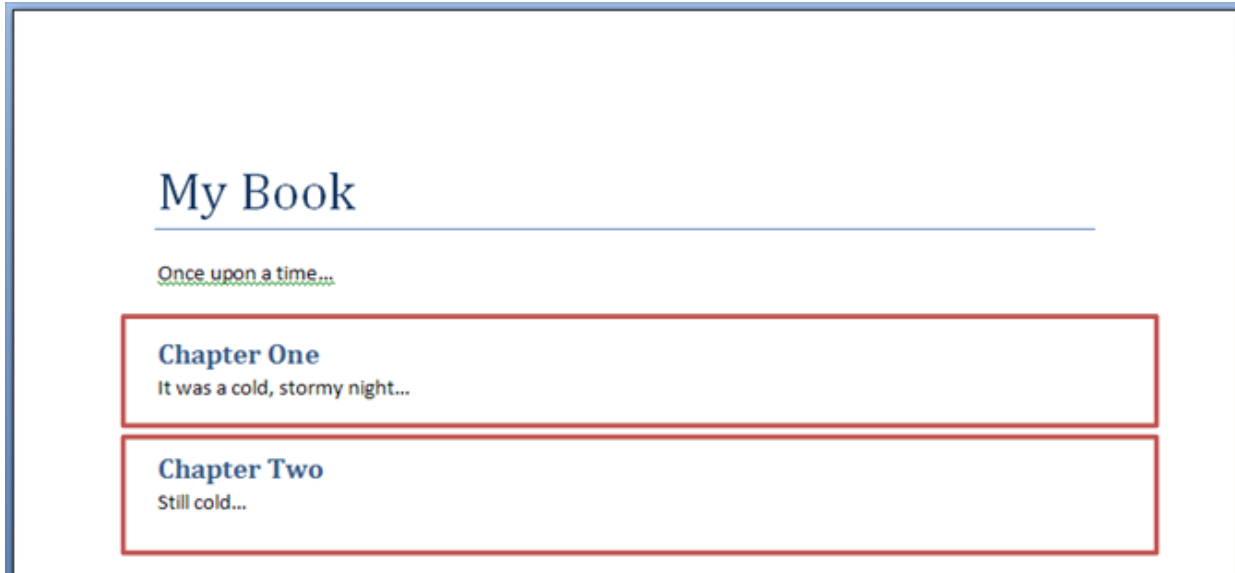 My Book
Once upon a time...
Chapter One
It was a cold, stormy night...
Chapter Two
Still cold...